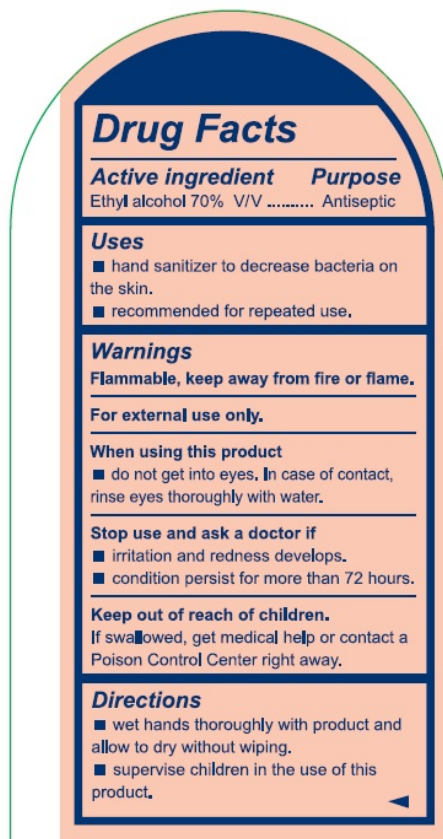 Drug Facts
Active ingredient Purpose
Ethyl alcohol 70% V/V .......... Antiseptic
Uses
■ hand sanitizer to decrease bacteria on
the skin.
■ recommended for repeated use.
Warnings
Flammable, keep away from fire or flame.
For external use only.
When using this product
■ do not get into eyes. In case of contact,
rinse eyes thoroughly with water.
Stop use and ask a doctor if
■ irritation and redness develops.
■ condition persist for more than 72 hours.
Keep out of reach of children.
If swallowed, get medical help or contact a
Poison Control Center right away.
Directions
■ wet hands thoroughly with product and
allow to dry without wiping.
■ supervise children in the use of this
product.